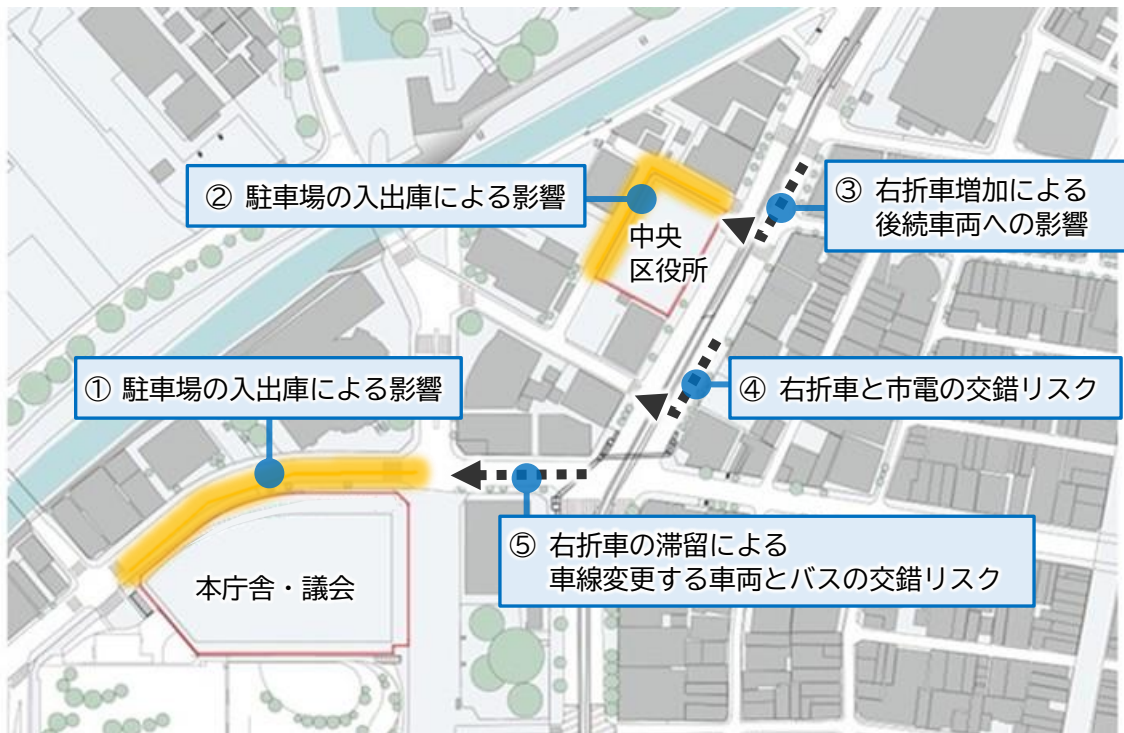 ② 駐車場の入出庫による影響
③ 右折車増加による
後続車両への影響
中央
区役所
① 駐車場の入出庫による影響
④ 右折車と市電の交錯リスク
⑤ 右折車の滞留による
車線変更する車両とバスの交錯リスク
本庁舎・議会